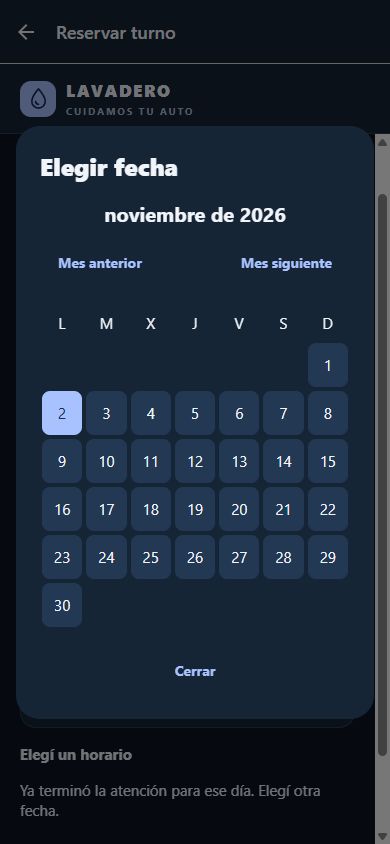 Reservar turno
LAVADERO
CUIDAMOS TU AUTO
Elegir fecha
noviembre de 2026
Mes anterior Mes siguiente
L M X J V S D
1
2 3 4 5 6 7 8
9 10 11 12 13 14 15
16 17 18 19 20 21 22
23 24 25 26 27 28 29
30
Cerrar
Elegí un horario
Ya terminó la atención para ese día. Elegí otra
fecha.